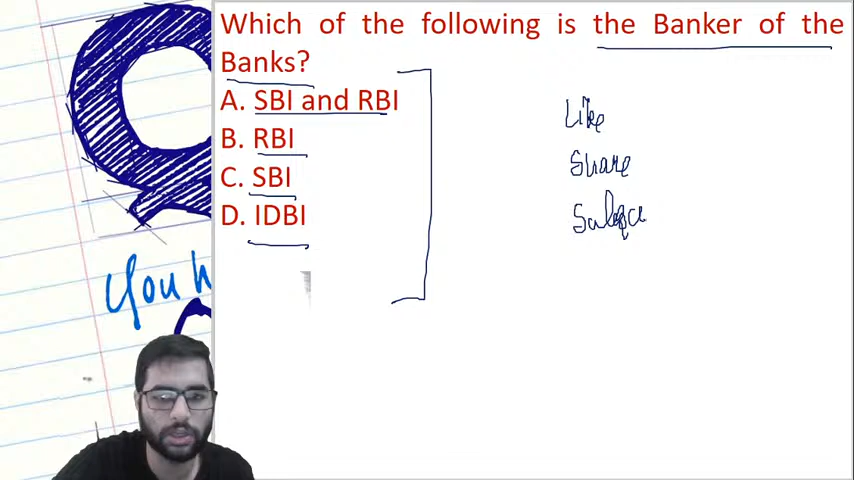 Which of the following is the Banker of the
Banks?
A. SBI and RBI
B. RBI
C. SBI
D. IDBI
Like
Share
You